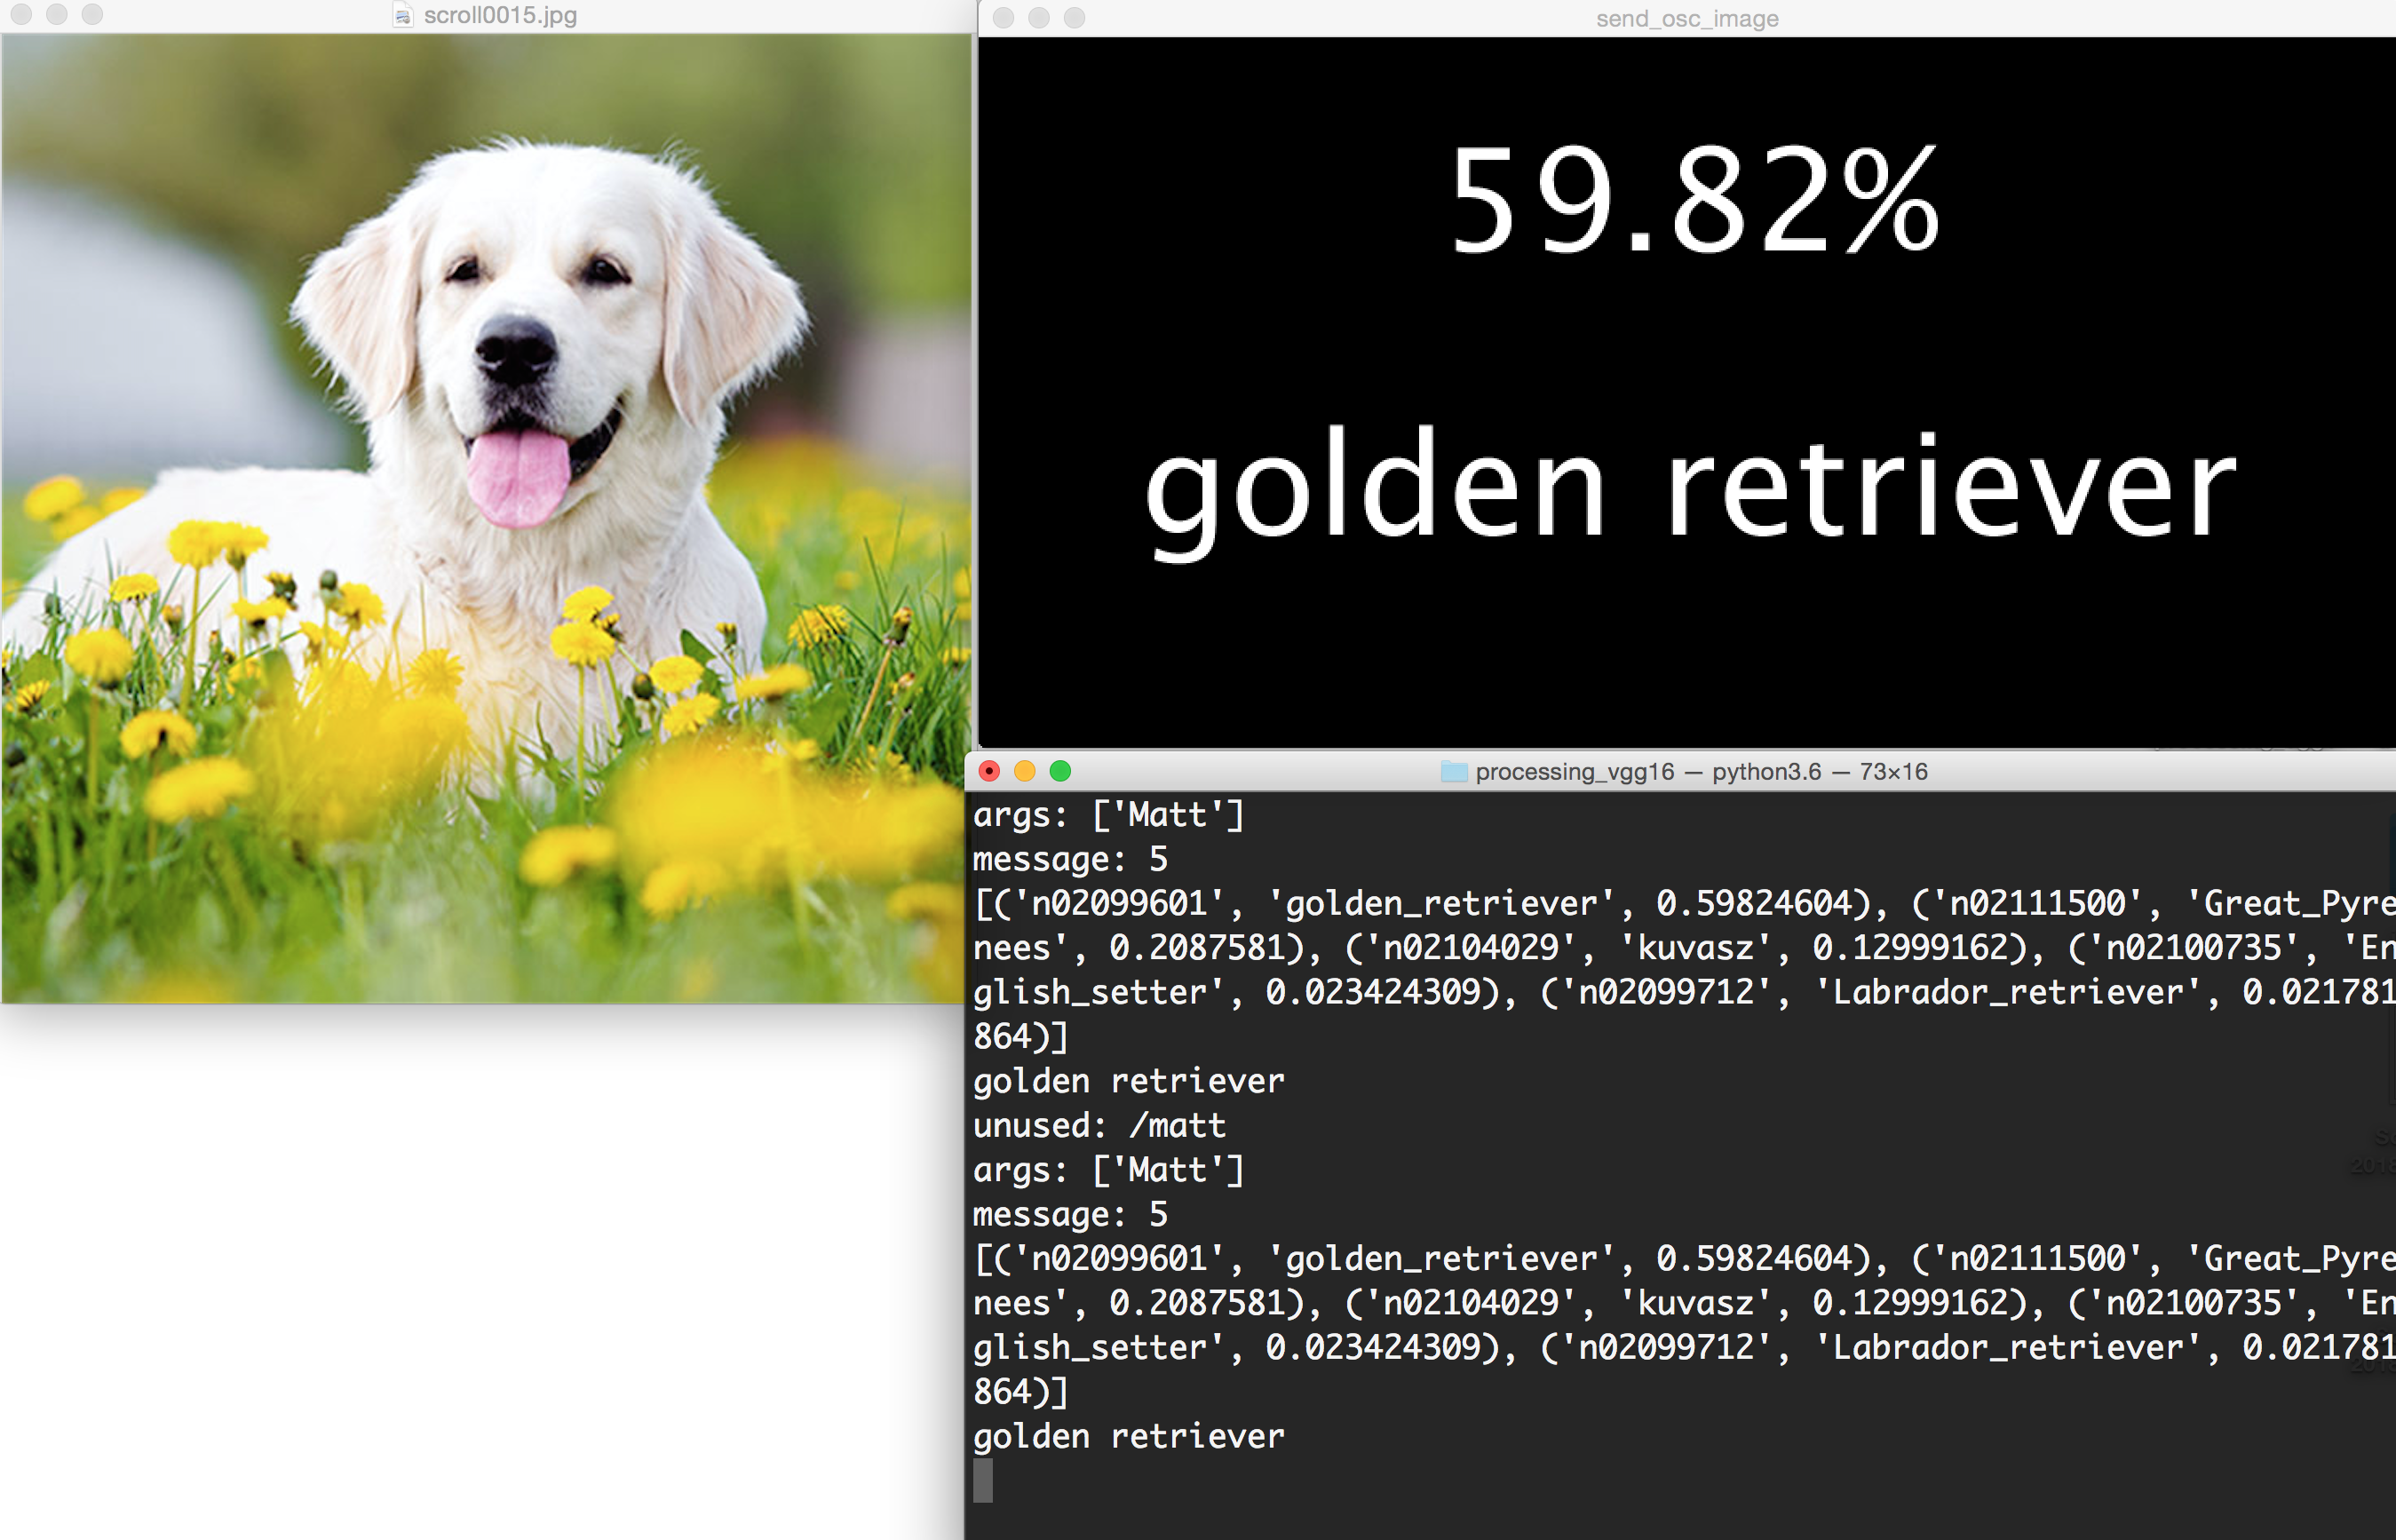 scroll0015.jpg
send_osc_image
59.82%
golden retriever
processing_vgg16 — python3.6 — 73×16
args: ['Matt']
message: 5
[('n02099601', 'golden_retriever', 0.59824604), ('n02111500', 'Great_Pyre
nees', 0.2087581), ('n02104029', 'kuvasz', 0.12999162), ('n02100735', 'En
glish_setter', 0.023424309), ('n02099712', 'Labrador_retriever', 0.021781
864)]
golden retriever
unused: /matt
args: ['Matt']
message: 5
[('n02099601', 'golden_retriever', 0.59824604), ('n02111500', 'Great_Pyre
nees', 0.2087581), ('n02104029', 'kuvasz', 0.12999162), ('n02100735', 'En
glish_setter', 0.023424309), ('n02099712', 'Labrador_retriever', 0.021781
864)]
golden retriever